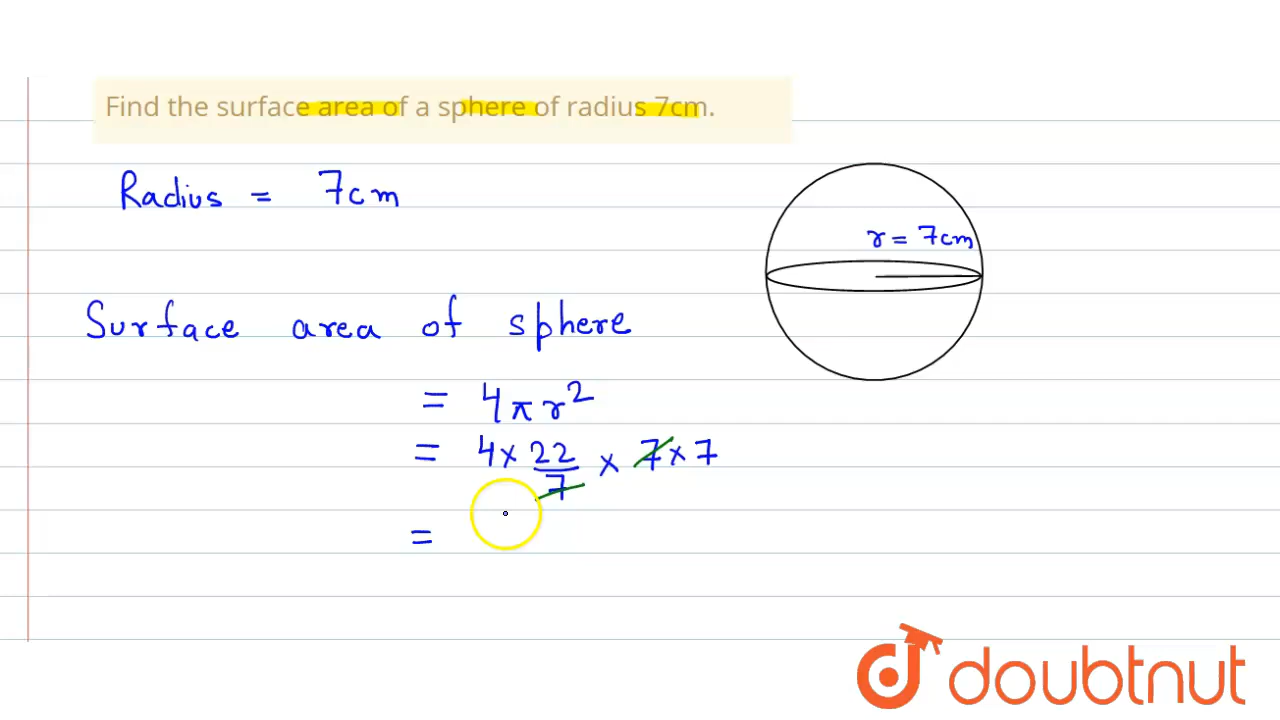 Find the surface area of a sphere of radius 7cm.
Radius = 7cm
r = 7cm
Surface area of sphere
= 4πr²
= 4 × 22/7 × 7 × 7
=
doubtnut